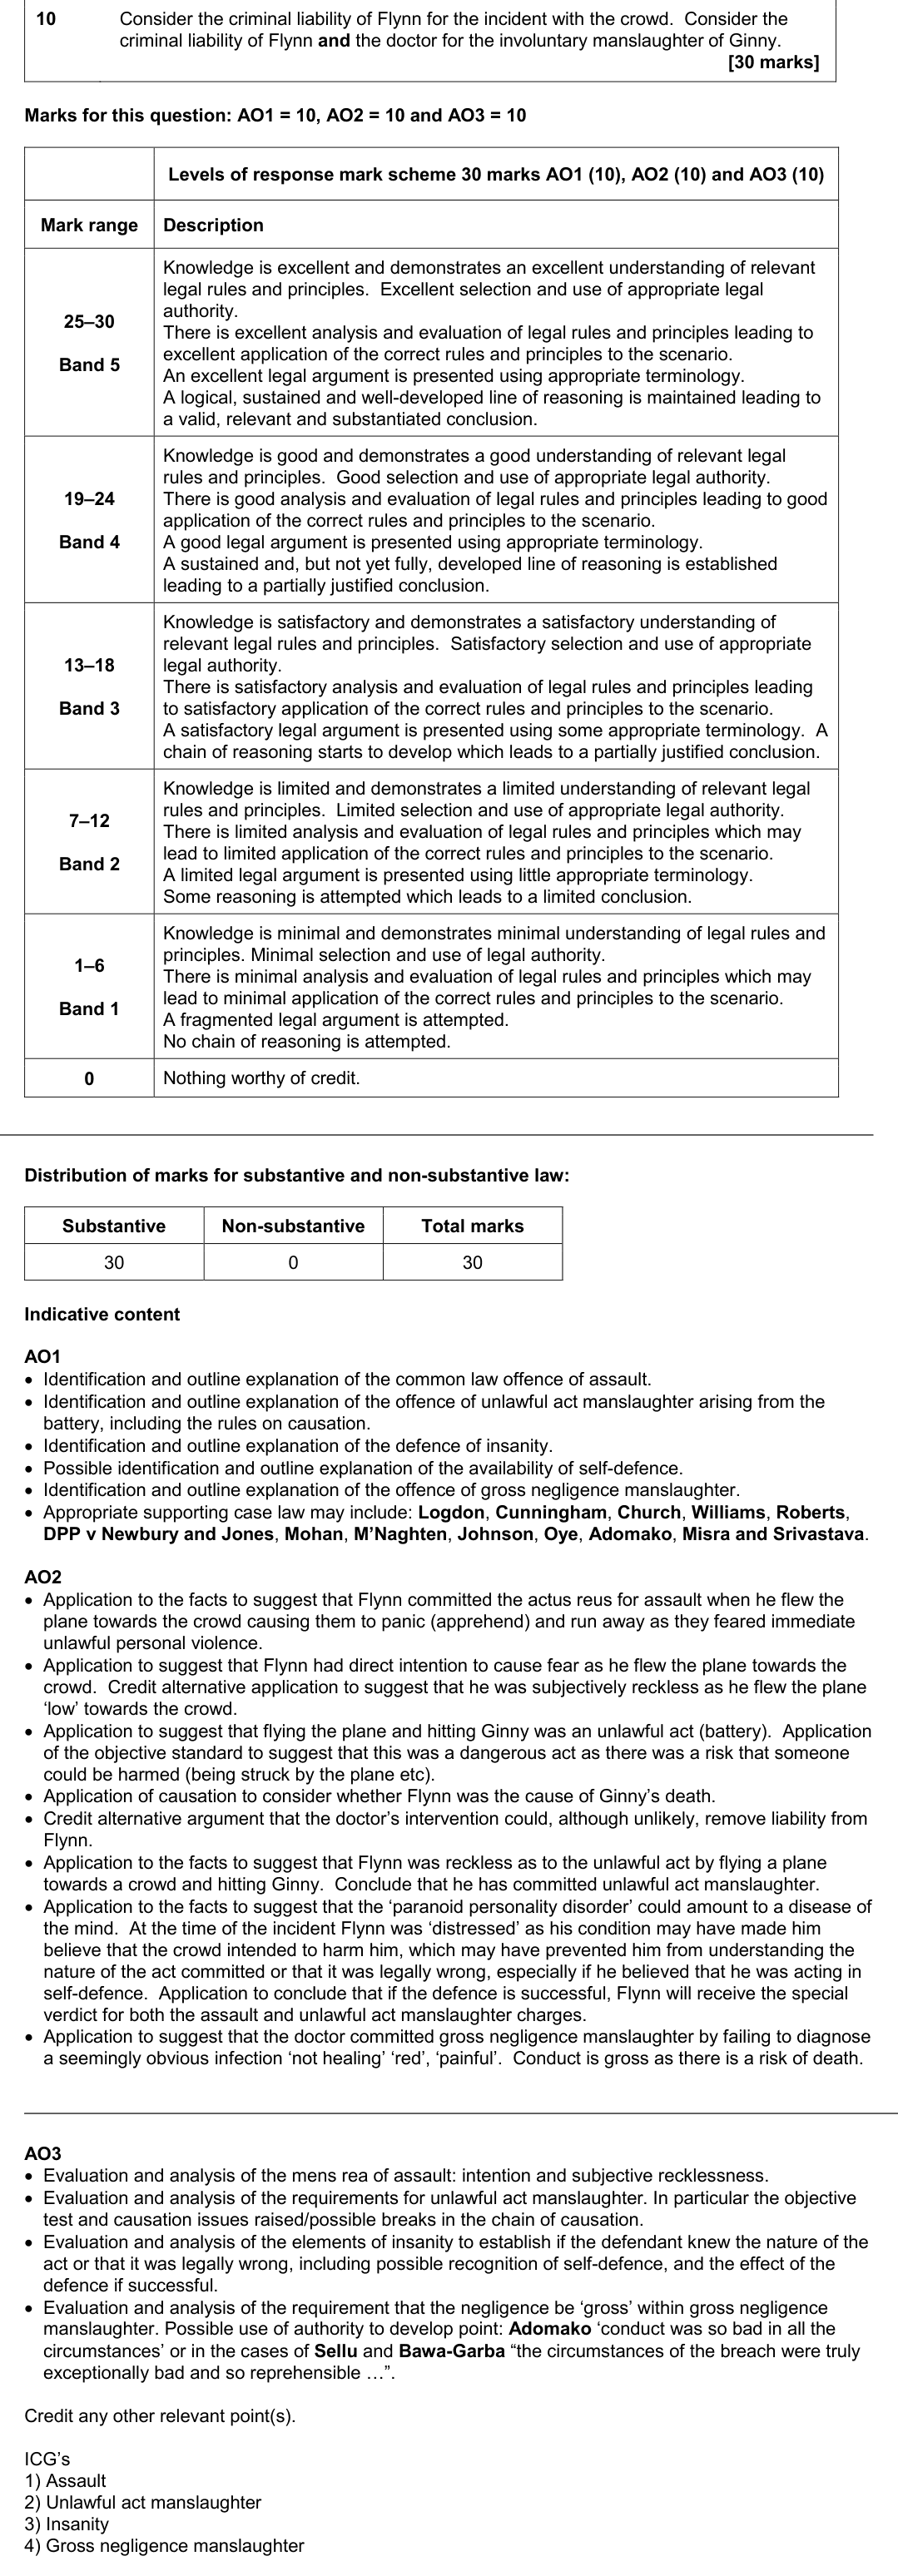 10 Consider the criminal liability of Flynn for the incident with the crowd. Consider the
criminal liability of Flynn and the doctor for the involuntary manslaughter of Ginny.
[30 marks]
Marks for this question: AO1 = 10, AO2 = 10 and AO3 = 10
Levels of response mark scheme 30 marks AO1 (10), AO2 (10) and AO3 (10)
Mark range Description
25–30
Band 5
Knowledge is excellent and demonstrates an excellent understanding of relevant
legal rules and principles. Excellent selection and use of appropriate legal
authority.
There is excellent analysis and evaluation of legal rules and principles leading to
excellent application of the correct rules and principles to the scenario.
An excellent legal argument is presented using appropriate terminology.
A logical, sustained and well-developed line of reasoning is maintained leading to
a valid, relevant and substantiated conclusion.
19–24
Band 4
Knowledge is good and demonstrates a good understanding of relevant legal
rules and principles. Good selection and use of appropriate legal authority.
There is good analysis and evaluation of legal rules and principles leading to good
application of the correct rules and principles to the scenario.
A good legal argument is presented using appropriate terminology.
A sustained and, but not yet fully, developed line of reasoning is established
leading to a partially justified conclusion.
13–18
Band 3
Knowledge is satisfactory and demonstrates a satisfactory understanding of
relevant legal rules and principles. Satisfactory selection and use of appropriate
legal authority.
There is satisfactory analysis and evaluation of legal rules and principles leading
to satisfactory application of the correct rules and principles to the scenario.
A satisfactory legal argument is presented using some appropriate terminology. A
chain of reasoning starts to develop which leads to a partially justified conclusion.
7–12
Band 2
Knowledge is limited and demonstrates a limited understanding of relevant legal
rules and principles. Limited selection and use of appropriate legal authority.
There is limited analysis and evaluation of legal rules and principles which may
lead to limited application of the correct rules and principles to the scenario.
A limited legal argument is presented using little appropriate terminology.
Some reasoning is attempted which leads to a limited conclusion.
1–6
Band 1
Knowledge is minimal and demonstrates minimal understanding of legal rules and
principles. Minimal selection and use of legal authority.
There is minimal analysis and evaluation of legal rules and principles which may
lead to minimal application of the correct rules and principles to the scenario.
A fragmented legal argument is attempted.
No chain of reasoning is attempted.
0 Nothing worthy of credit.
Distribution of marks for substantive and non-substantive law:
Substantive Non-substantive Total marks
30 0 30
Indicative content
AO1
• Identification and outline explanation of the common law offence of assault.
• Identification and outline explanation of the offence of unlawful act manslaughter arising from the
battery, including the rules on causation.
• Identification and outline explanation of the defence of insanity.
• Possible identification and outline explanation of the availability of self-defence.
• Identification and outline explanation of the offence of gross negligence manslaughter.
• Appropriate supporting case law may include: Logdon, Cunningham, Church, Williams, Roberts,
DPP v Newbury and Jones, Mohan, M’Naghten, Johnson, Oye, Adomako, Misra and Srivastava.
AO2
• Application to the facts to suggest that Flynn committed the actus reus for assault when he flew the
plane towards the crowd causing them to panic (apprehend) and run away as they feared immediate
unlawful personal violence.
• Application to suggest that Flynn had direct intention to cause fear as he flew the plane towards the
crowd. Credit alternative application to suggest that he was subjectively reckless as he flew the plane
‘low’ towards the crowd.
• Application to suggest that flying the plane and hitting Ginny was an unlawful act (battery). Application
of the objective standard to suggest that this was a dangerous act as there was a risk that someone
could be harmed (being struck by the plane etc).
• Application of causation to consider whether Flynn was the cause of Ginny’s death.
• Credit alternative argument that the doctor’s intervention could, although unlikely, remove liability from
Flynn.
• Application to the facts to suggest that Flynn was reckless as to the unlawful act by flying a plane
towards a crowd and hitting Ginny. Conclude that he has committed unlawful act manslaughter.
• Application to the facts to suggest that the ‘paranoid personality disorder’ could amount to a disease of
the mind. At the time of the incident Flynn was ‘distressed’ as his condition may have made him
believe that the crowd intended to harm him, which may have prevented him from understanding the
nature of the act committed or that it was legally wrong, especially if he believed that he was acting in
self-defence. Application to conclude that if the defence is successful, Flynn will receive the special
verdict for both the assault and unlawful act manslaughter charges.
• Application to suggest that the doctor committed gross negligence manslaughter by failing to diagnose
a seemingly obvious infection ‘not healing’ ‘red’, ‘painful’. Conduct is gross as there is a risk of death.
AO3
• Evaluation and analysis of the mens rea of assault: intention and subjective recklessness.
• Evaluation and analysis of the requirements for unlawful act manslaughter. In particular the objective
test and causation issues raised/possible breaks in the chain of causation.
• Evaluation and analysis of the elements of insanity to establish if the defendant knew the nature of the
act or that it was legally wrong, including possible recognition of self-defence, and the effect of the
defence if successful.
• Evaluation and analysis of the requirement that the negligence be ‘gross’ within gross negligence
manslaughter. Possible use of authority to develop point: Adomako ‘conduct was so bad in all the
circumstances’ or in the cases of Sellu and Bawa-Garba “the circumstances of the breach were truly
exceptionally bad and so reprehensible …”.
Credit any other relevant point(s).
ICG’s
1) Assault
2) Unlawful act manslaughter
3) Insanity
4) Gross negligence manslaughter